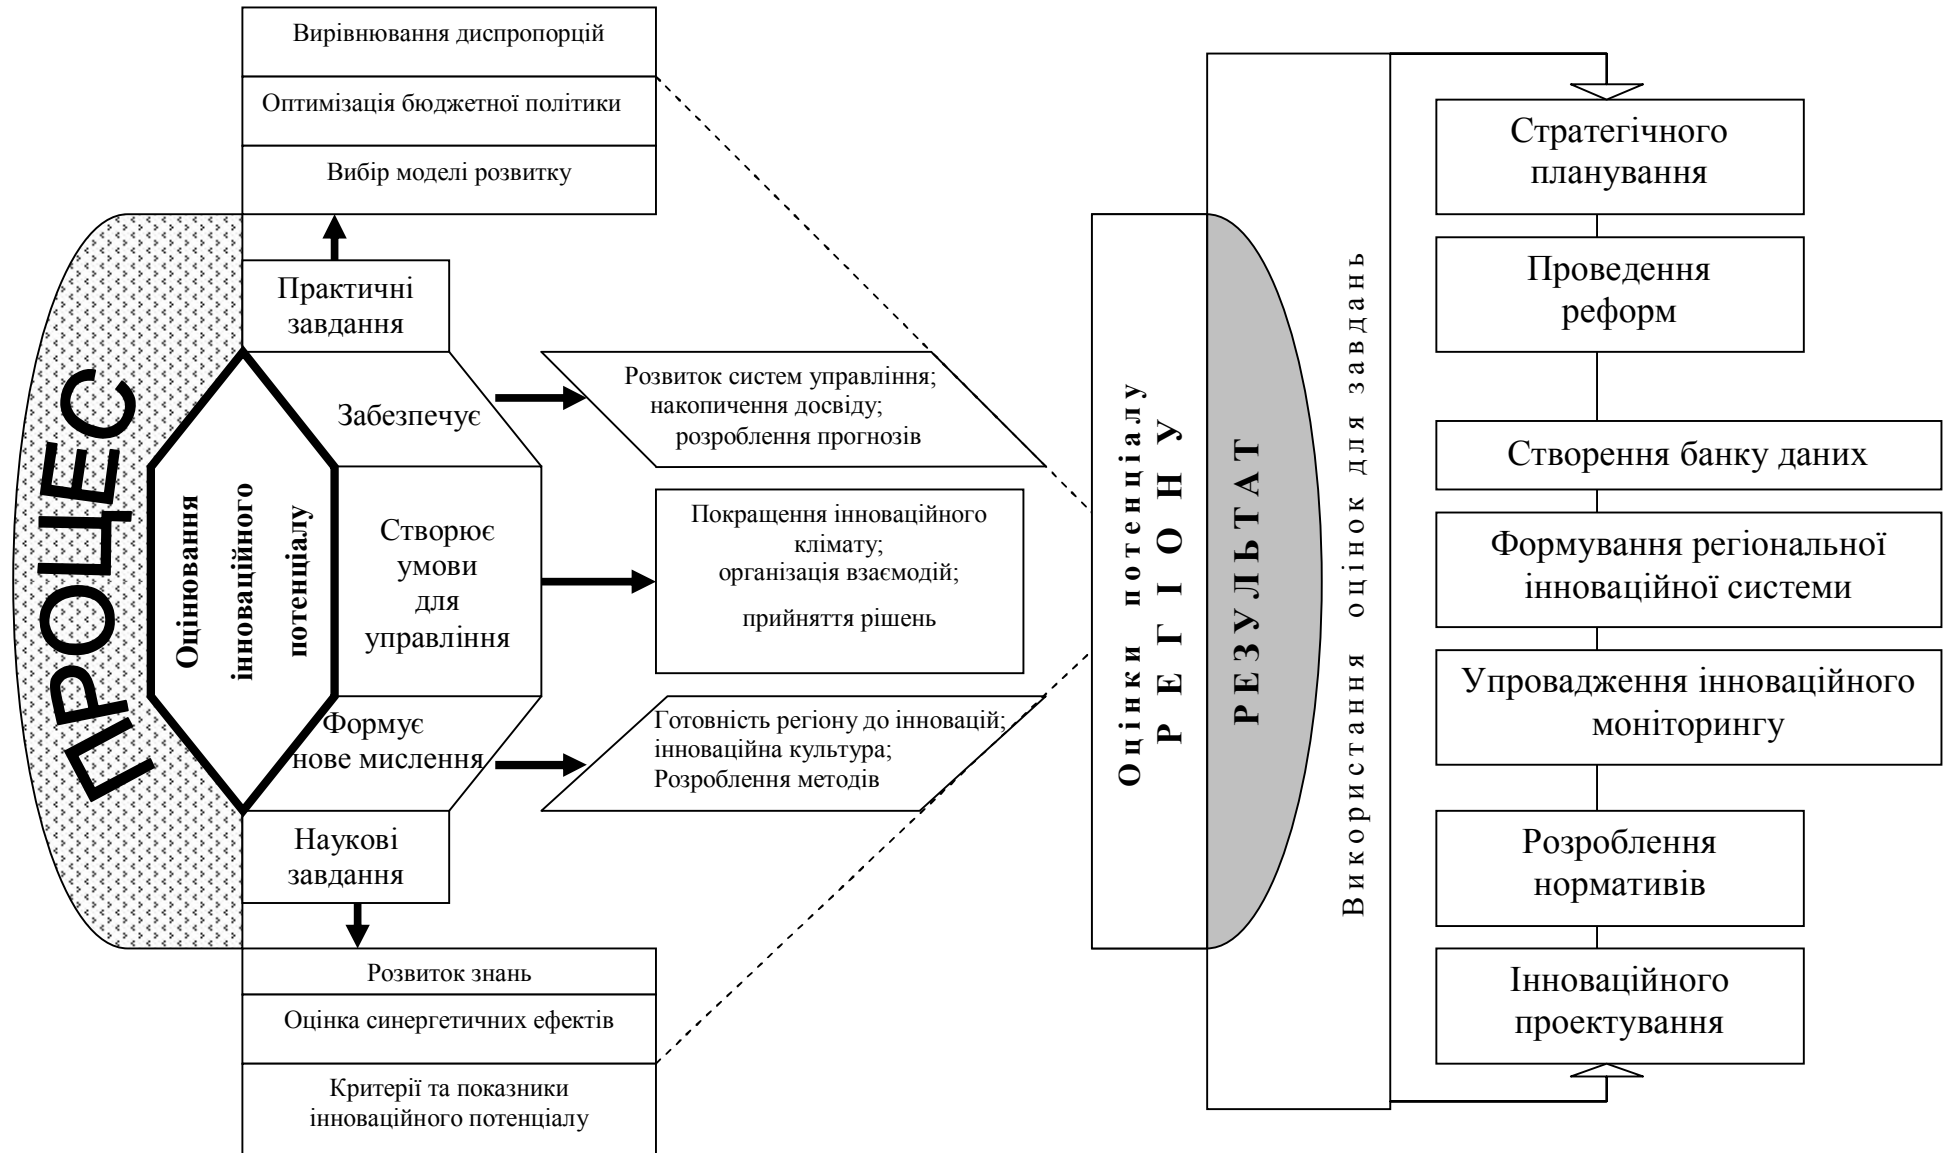 Вирівнювання диспропорцій
Оптимізація бюджетної політики
Вибір моделі розвитку
ПРОЦЕС
Практичні
завдання
Оцінювання
інноваційного
потенціалу
Забезпечує
Розвиток систем управління;
накопичення досвіду;
розроблення прогнозів
Створює
умови
для
управління
Покращення інноваційного
клімату;
організація взаємодій;
прийняття рішень
Формує
нове мислення
Готовність регіону до інновацій;
інноваційна культура;
Розроблення методів
Наукові
завдання
Розвиток знань
Оцінка синергетичних ефектів
Критерії та показники
інноваційного потенціалу
Оцінки потенціалу
РЕГІОНУ
РЕЗУЛЬТАТ
Використання оцінок для завдань
Стратегічного
планування
Проведення
реформ
Створення банку даних
Формування регіональної
інноваційної системи
Упровадження інноваційного
моніторингу
Розроблення
нормативів
Інноваційного
проектування